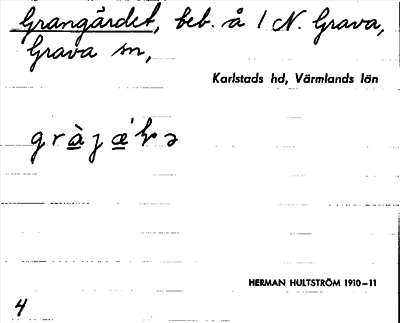 Grangärdet, beb. å 1 N. Grava,
Grava sn,
Karlstads hd, Värmlands län
HERMAN HULTSTRÖM 1910–11
4